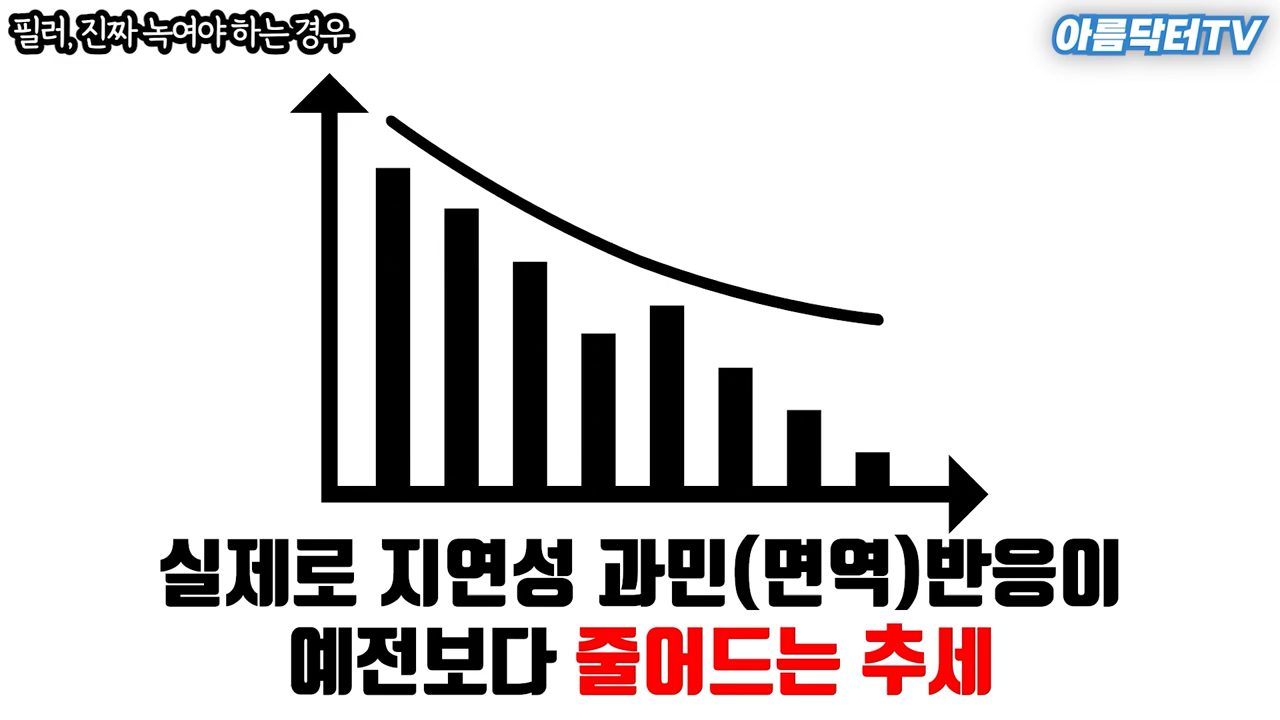 필러, 진짜 녹여야 하는 경우
아름닥터TV
실제로 지연성 과민(면역)반응이
예전보다 줄어드는 추세